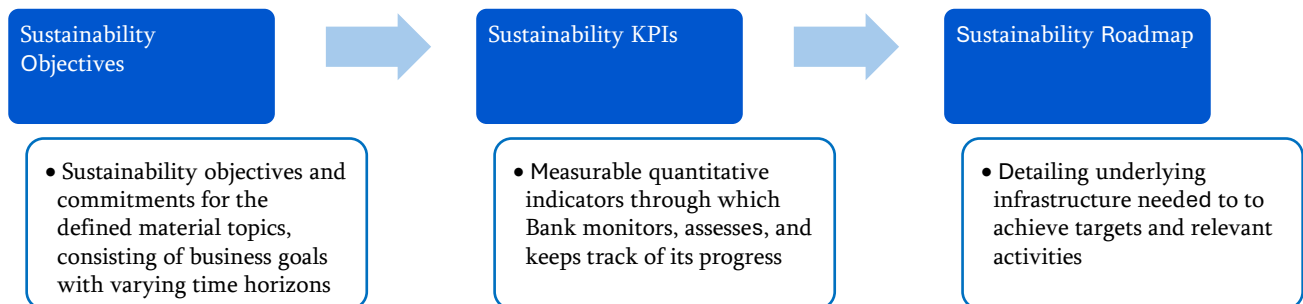 Sustainability
Objectives
Sustainability KPIs
Sustainability Roadmap
• Sustainability objectives and
commitments for the
defined material topics,
consisting of business goals
with varying time horizons
• Measurable quantitative
indicators through which
Bank monitors, assesses, and
keeps track of its progress
• Detailing underlying
infrastructure needed to to
achieve targets and relevant
activities